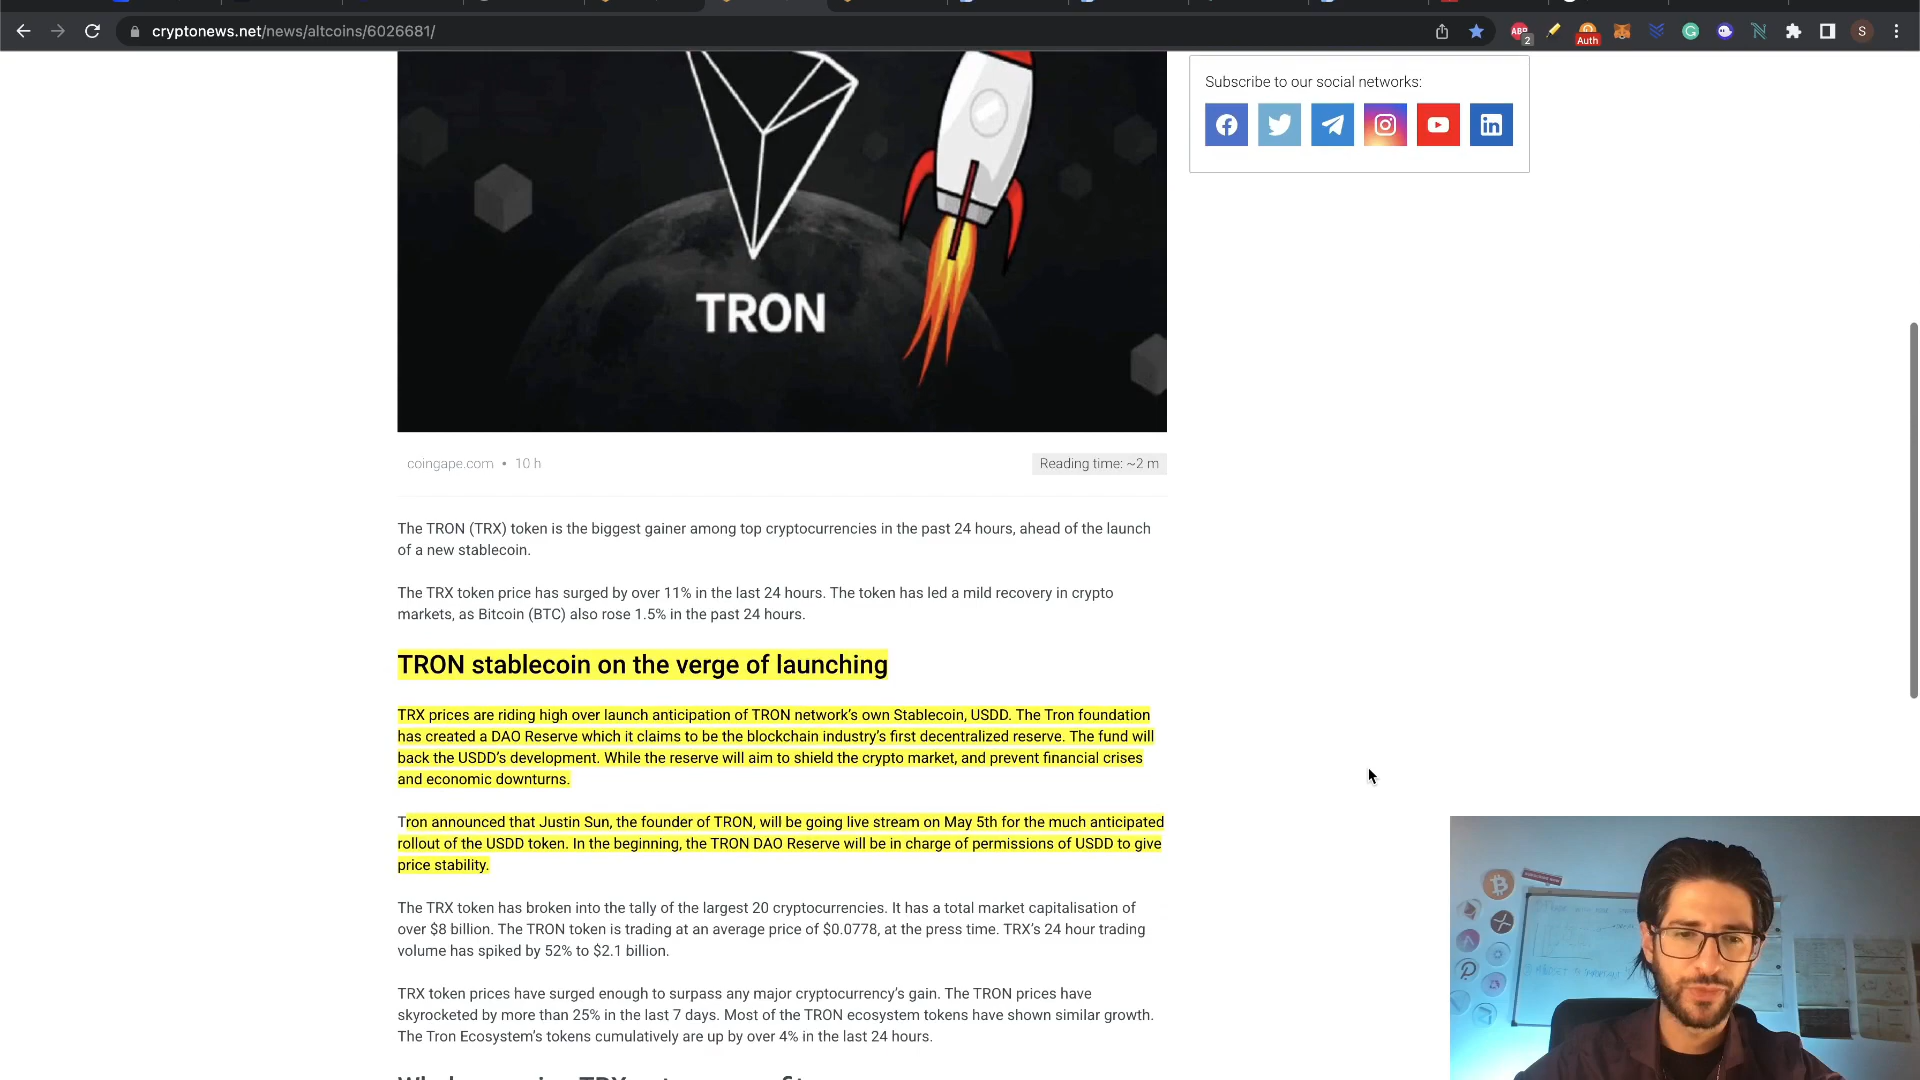 cryptonews.net/news/altcoins/6026681/
ABP
2
Auth
S
Subscribe to our social networks:
TRON
coingape.com • 10 h
Reading time: ~2 m
The TRON (TRX) token is the biggest gainer among top cryptocurrencies in the past 24 hours, ahead of the launch
of a new stablecoin.
The TRX token price has surged by over 11% in the last 24 hours. The token has led a mild recovery in crypto
markets, as Bitcoin (BTC) also rose 1.5% in the past 24 hours.
TRON stablecoin on the verge of launching
TRX prices are riding high over launch anticipation of TRON network’s own Stablecoin, USDD. The Tron foundation
has created a DAO Reserve which it claims to be the blockchain industry’s first decentralized reserve. The fund will
back the USDD’s development. While the reserve will aim to shield the crypto market, and prevent financial crises
and economic downturns.
Tron announced that Justin Sun, the founder of TRON, will be going live stream on May 5th for the much anticipated
rollout of the USDD token. In the beginning, the TRON DAO Reserve will be in charge of permissions of USDD to give
price stability.
The TRX token has broken into the tally of the largest 20 cryptocurrencies. It has a total market capitalisation of
over $8 billion. The TRON token is trading at an average price of $0.0778, at the press time. TRX’s 24 hour trading
volume has spiked by 52% to $2.1 billion.
TRX token prices have surged enough to surpass any major cryptocurrency’s gain. The TRON prices have
skyrocketed by more than 25% in the last 7 days. Most of the TRON ecosystem tokens have shown similar growth.
The Tron Ecosystem’s tokens cumulatively are up by over 4% in the last 24 hours.